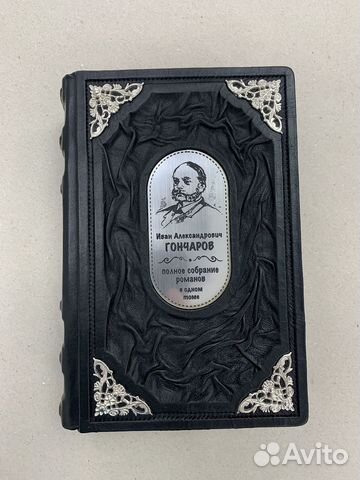 Иван Александрович
ГОНЧАРОВ
полное собрание
романов
в одном
томе
Avito